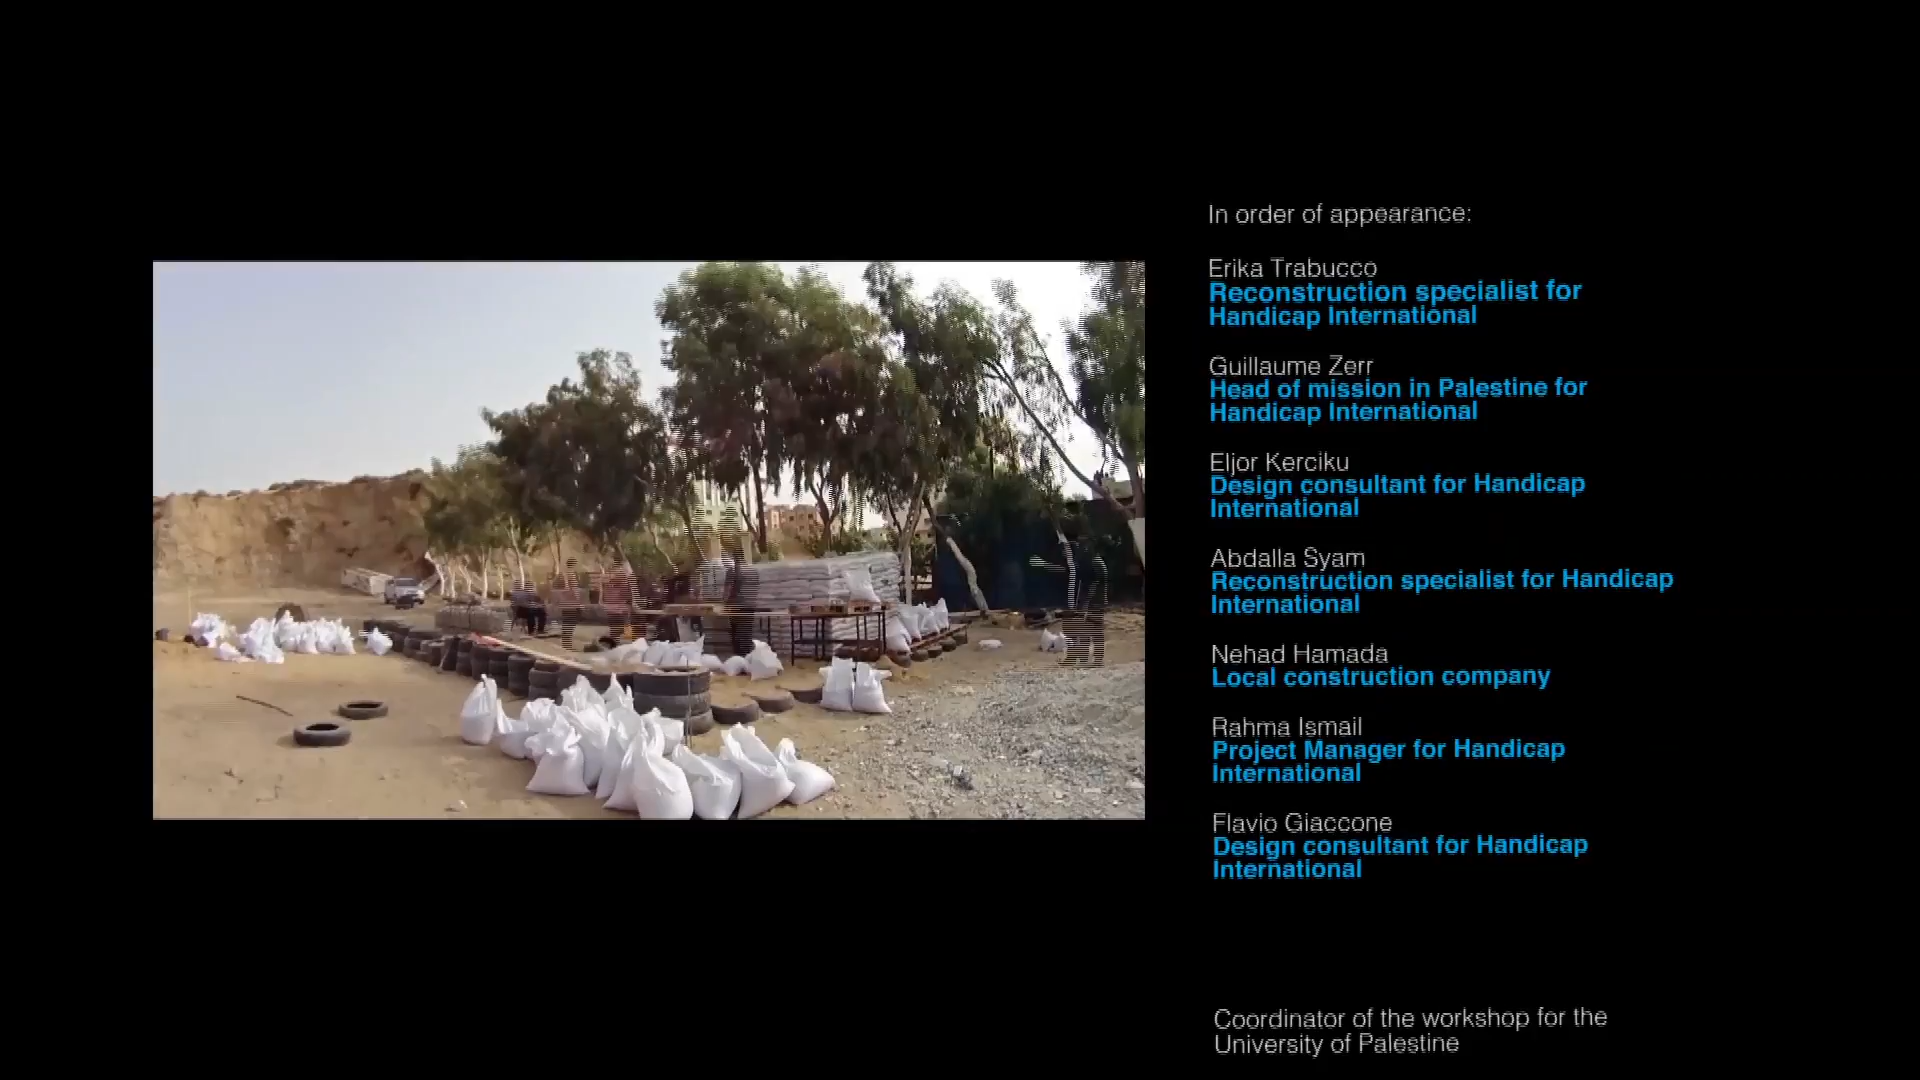 In order of appearance:
Erika Trabucco
Reconstruction specialist for
Handicap International
Guillaume Zerr
Head of mission in Palestine for
Handicap International
Eljor Kerciku
Design consultant for Handicap
International
Abdalla Syam
Reconstruction specialist for Handicap
International
Nehad Hamada
Local construction company
Rahma Ismail
Project Manager for Handicap
International
Flavio Giaccone
Design consultant for Handicap
International
Coordinator of the workshop for the
University of Palestine